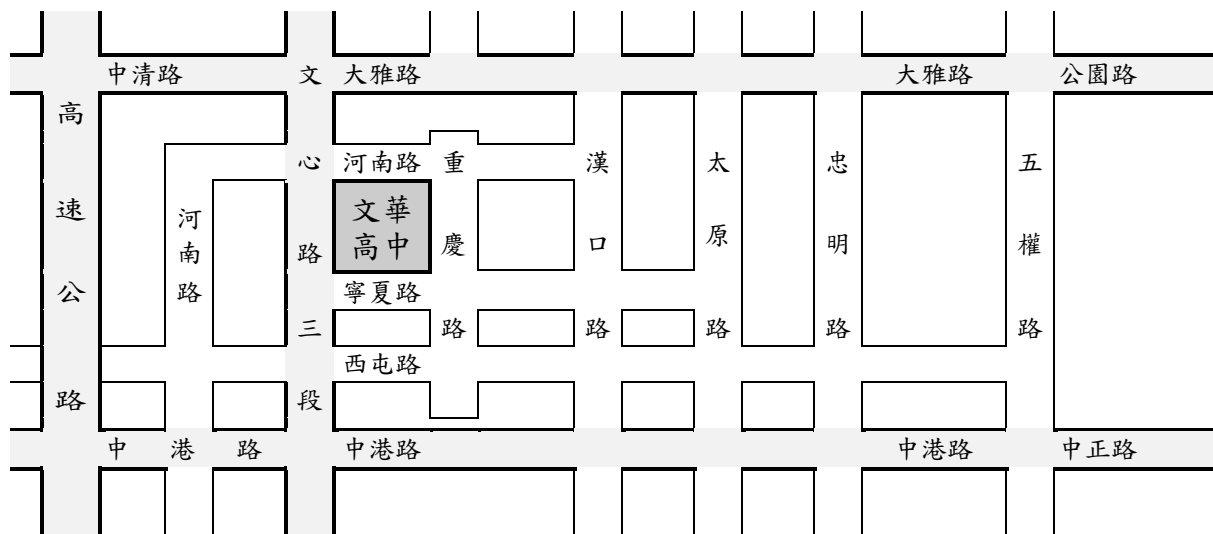 中清路
大雅路
大雅路
公園路
高速公路
河南路
文心路三段
河南路
文華
高中
寧夏路
西屯路
重慶路
漢口路
太原路
忠明路
五權路
中港路
中港路
中港路
中正路